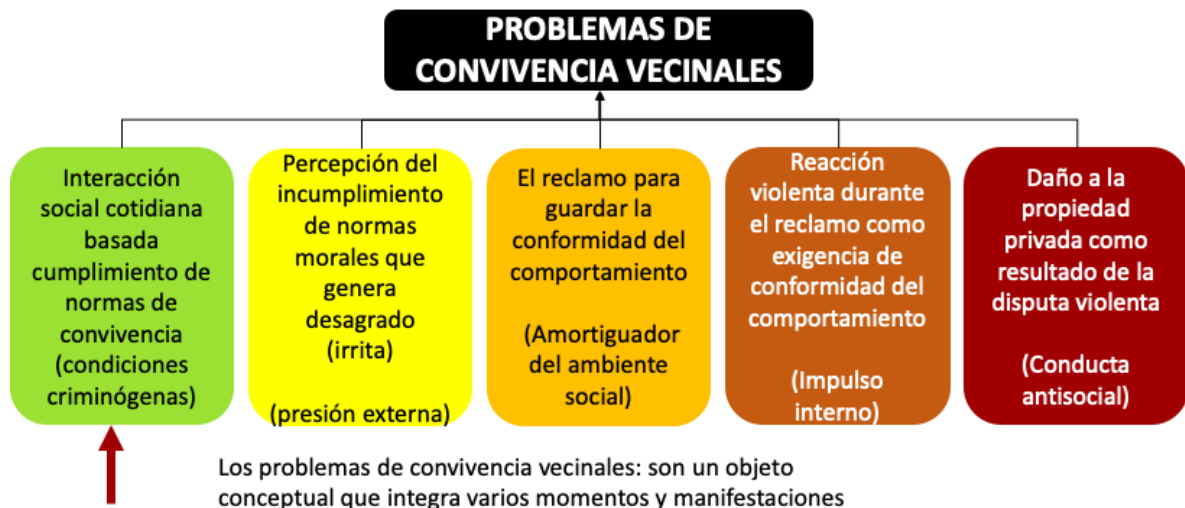 PROBLEMAS DE
CONVIVENCIA VECINALES
Interacción
social cotidiana
basada
cumplimiento de
normas de
convivencia
(condiciones
criminógenas)
Percepción del
incumplimiento
de normas
morales que
genera
desagrado
(irrita)
(presión externa)
El reclamo para
guardar la
conformidad del
comportamiento
(Amortiguador
del ambiente
social)
Reacción
violenta durante
el reclamo como
exigencia de
conformidad del
comportamiento
(Impulso
interno)
Daño a la
propiedad
privada como
resultado de la
disputa violenta
(Conducta
antisocial)
Los problemas de convivencia vecinales: son un objeto
conceptual que integra varios momentos y manifestaciones